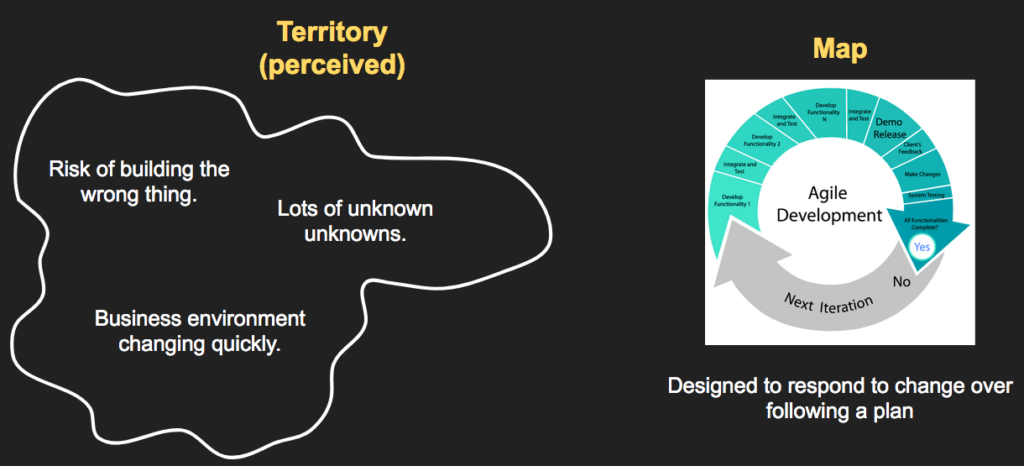 Territory
(perceived)
Map
Risk of building the
wrong thing.
Lots of unknown
unknowns.
Business environment
changing quickly.
Develop
Functionality 1
Integrate and
Test
Develop
Functionality 2
Integrate
and Test
Develop
Functionality
N
Integrate
and Test
Demo
Release
Client's
Feedback
Make Changes
System Testing
All Functionalities
Complete?
Yes
No
Next Iteration
Agile
Development
Designed to respond to change over
following a plan